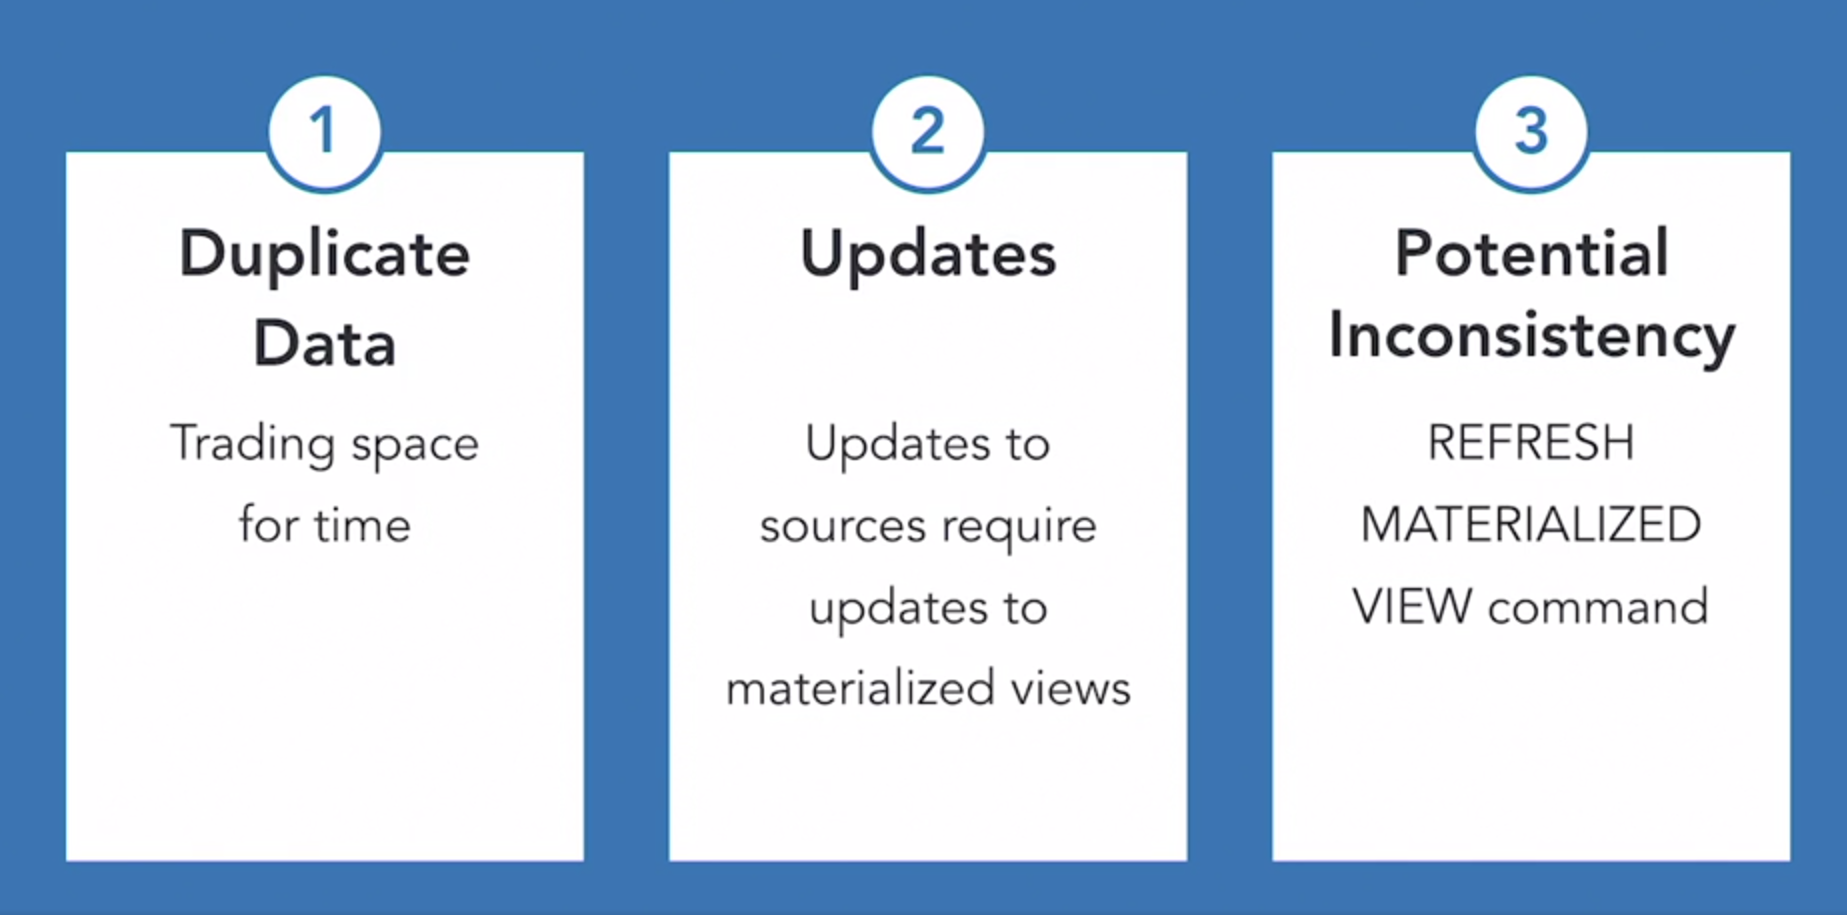 1
Duplicate
Data
Trading space
for time
2
Updates
Updates to
sources require
updates to
materialized views
3
Potential
Inconsistency
REFRESH
MATERIALIZED
VIEW command